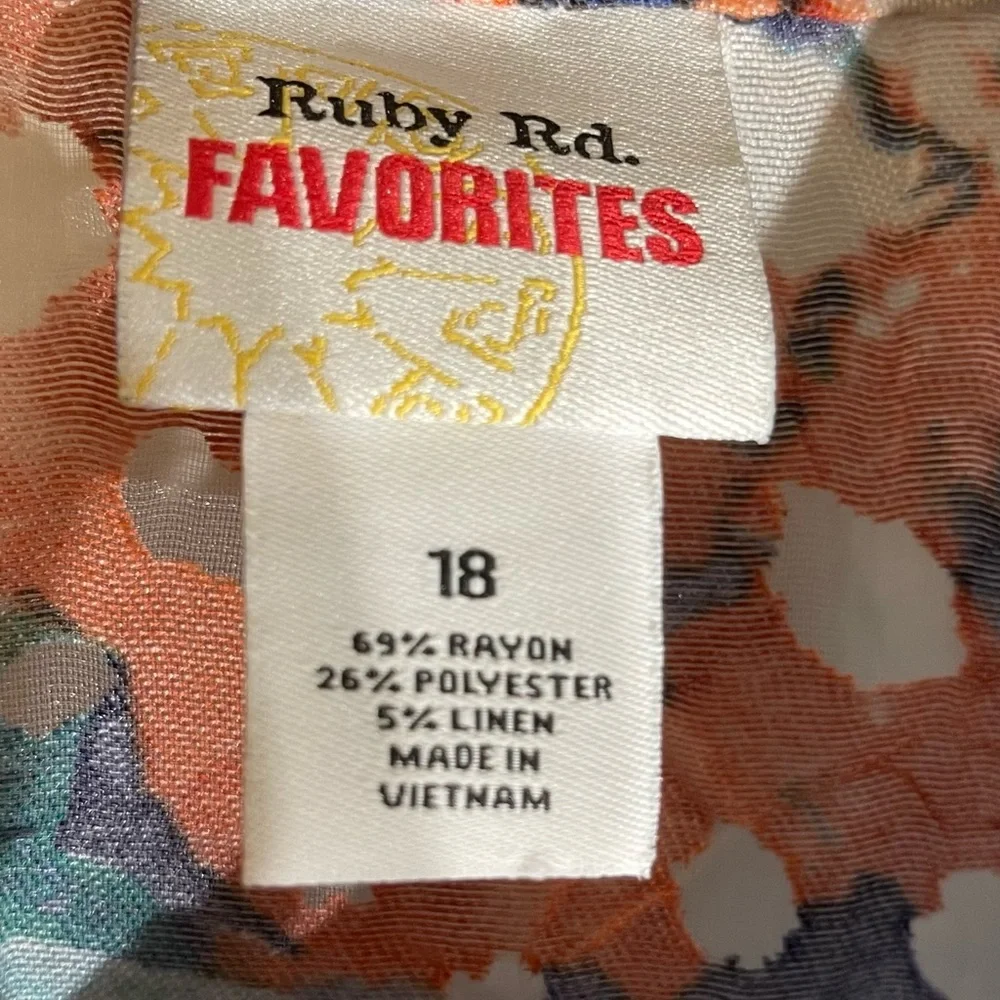 Ruby Rd.
FAVORITES
18
69% RAYON
26% POLYESTER
5% LINEN
MADE IN
VIETNAM